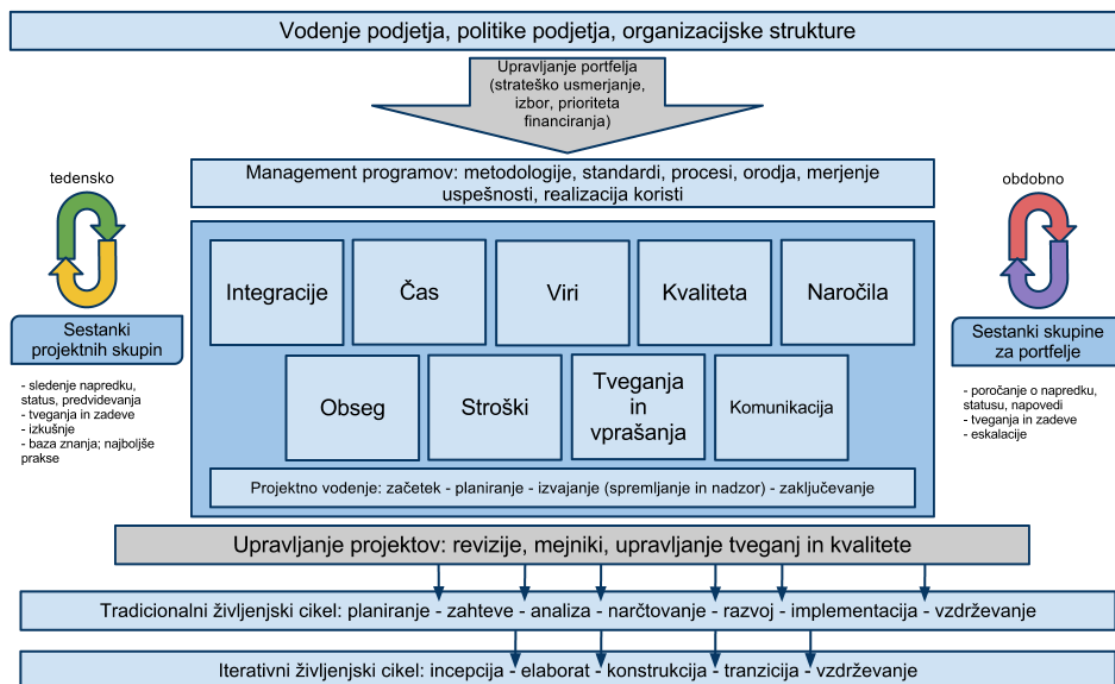 Vodenje podjetja, politike podjetja, organizacijske strukture
Upravljanje portfelja
(strateško usmerjanje,
izbor, prioriteta
financiranja)
Management programov: metodologije, standardi, procesi, orodja, merjenje
uspešnosti, realizacija koristi
tedensko
Sestanki
projektnih skupin
- sledenje napredku,
status, predvidevanja
- tveganja in zadeve
- izkušnje
- baza znanja; najboljše
prakse
Integracije
Čas
Viri
Kvaliteta
Naročila
Obseg
Stroški
Tveganja
in
vprašanja
Komunikacija
Projektno vodenje: začetek - planiranje - izvajanje (spremljanje in nadzor) - zaključevanje
obdobno
Sestanki skupine
za portfelje
- poročanje o napredku,
statusu, napovedi
- tveganja in zadeve
- eskalacije
Upravljanje projektov: revizije, mejniki, upravljanje tveganj in kvalitete
Tradicionalni življenjski cikel: planiranje - zahteve - analiza - narčtovanje - razvoj - implementacija - vzdrževanje
Iterativni življenjski cikel: incepcija - elaborat - konstrukcija - tranzicija - vzdrževanje